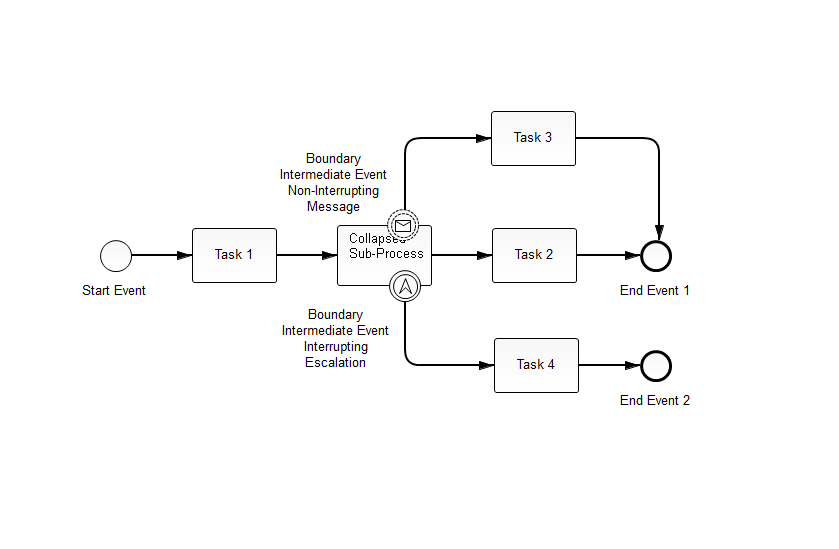 Task 3
Boundary
Intermediate Event
Non-Interrupting
Message
Collapsed
Sub-Process
Task 1
Task 2
Start Event
End Event 1
Boundary
Intermediate Event
Interrupting
Escalation
Task 4
End Event 2